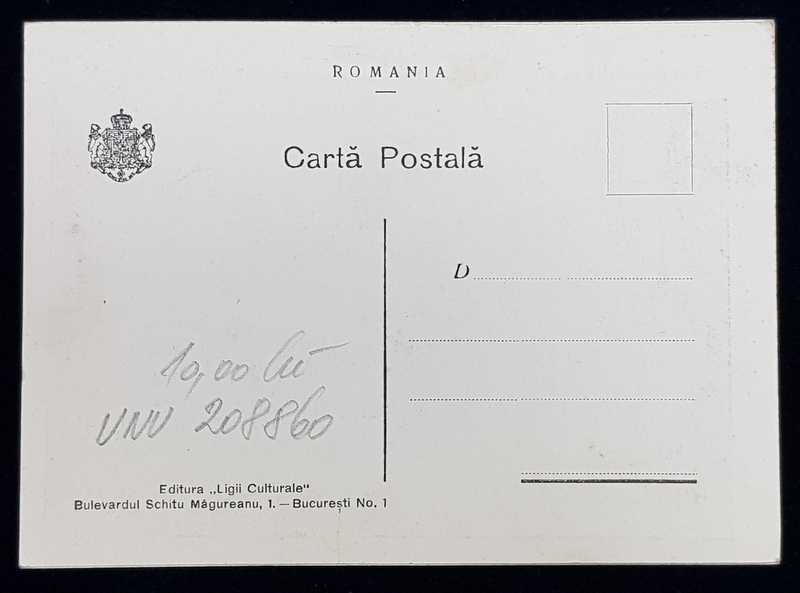 ROMANIA
Cartă Postală
D
10,00 lei
VNV 208860
Editura „Ligii Culturale“
Bulevardul Schitu Măgureanu, 1. — București No. 1